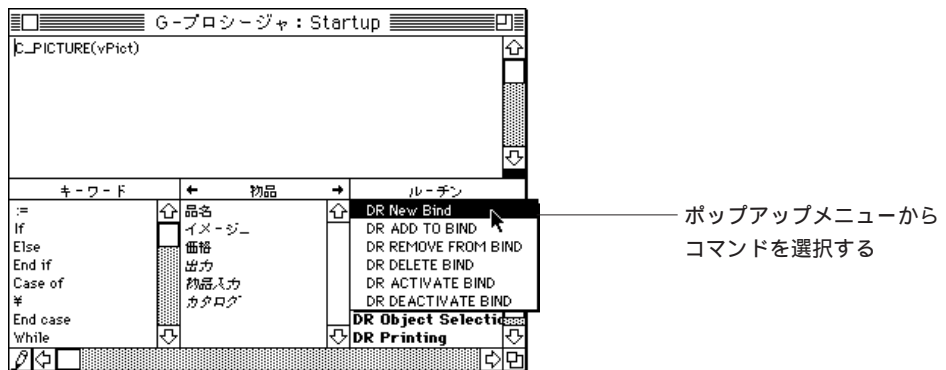 G-プロシージャ：Startup
C_PICTURE(vPict)
キーワード
:=
If
Else
End if
Case of
¥
End case
While
← 物品 →
品名
イメージ_
価格
出力
物品入力
カタログ
ルーチン
DR New Bind
DR ADD TO BIND
DR REMOVE FROM BIND
DR DELETE BIND
DR ACTIVATE BIND
DR DEACTIVATE BIND
DR Object Selectio
DR Printing
ポップアップメニューから
コマンドを選択する